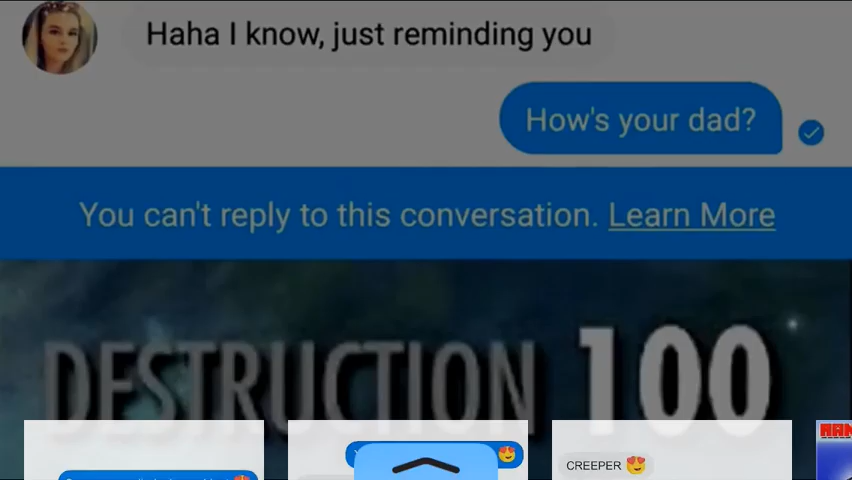 Haha I know, just reminding you
How's your dad?
You can't reply to this conversation. Learn More
DESTRUCTION 100
CREEPER